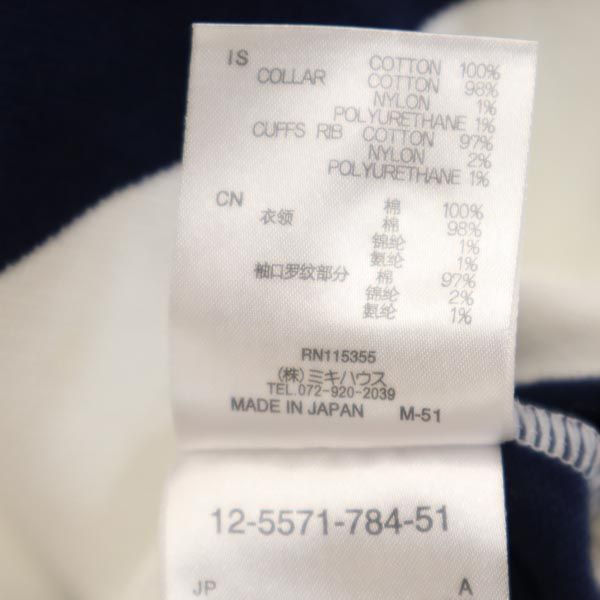 IS COTTON 100%
COLLAR COTTON 98%
NYLON 1%
POLYURETHANE 1%
CUFFS RIB COTTON 97%
NYLON 2%
POLYURETHANE 1%
CN 棉 100%
衣领 棉 98%
锦纶 1%
氨纶 1%
袖口罗纹部分 棉 97%
锦纶 2%
氨纶 1%
RN115355
(株)ミキハウス
TEL.072-920-2039
MADE IN JAPAN M-51
12-5571-784-51
JP A